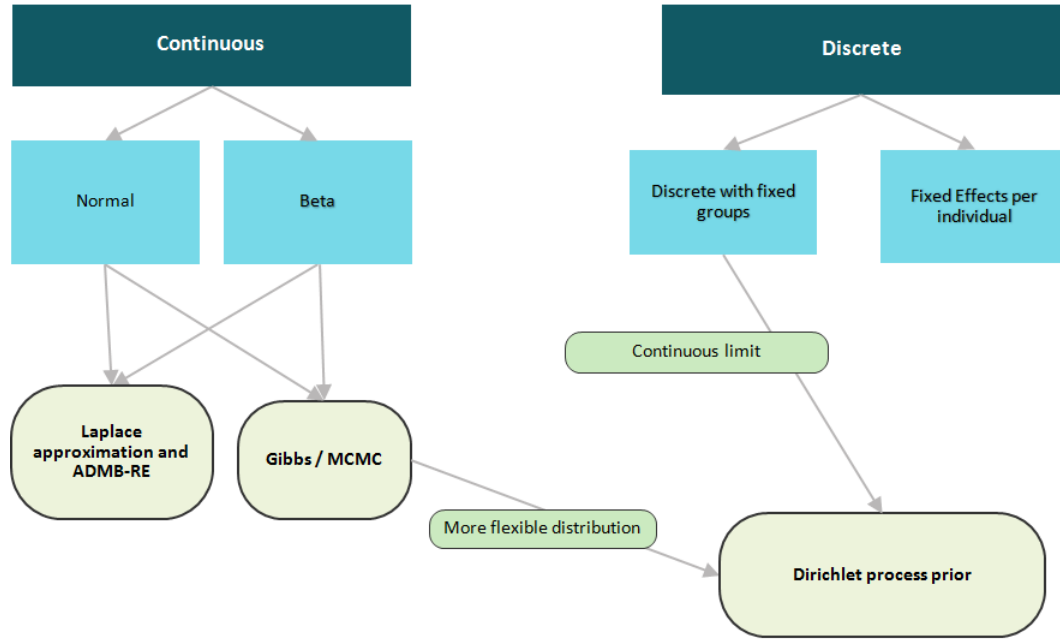 Continuous
Discrete
Normal
Beta
Discrete with fixed
groups
Fixed Effects per
individual
Continuous limit
Laplace
approximation and
ADMB-RE
Gibbs / MCMC
More flexible distribution
Dirichlet process prior